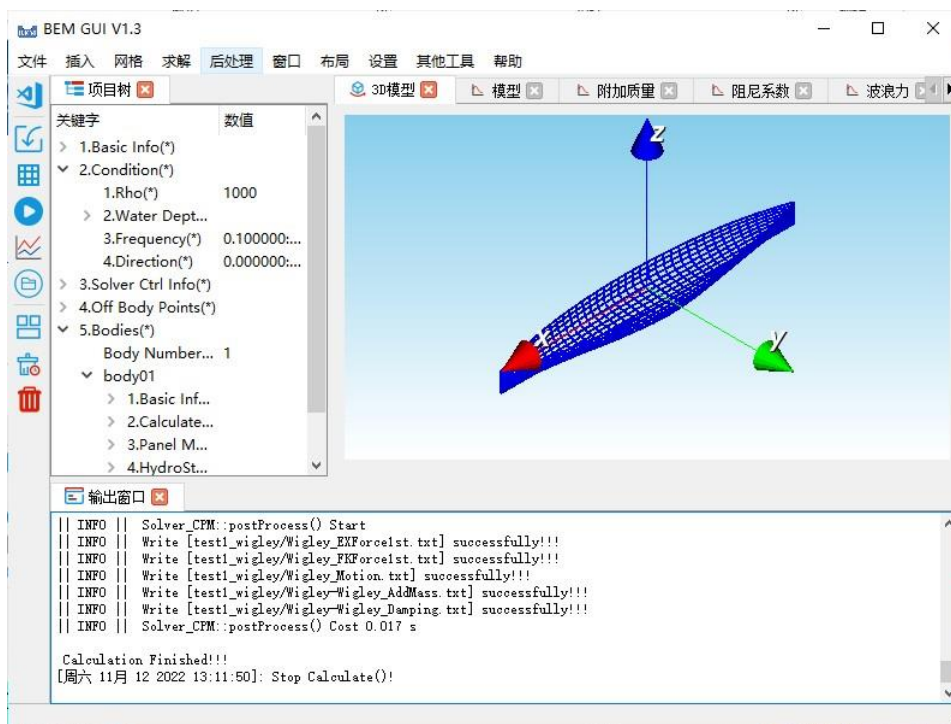 BEM GUI V1.3
文件 插入 网格 求解 后处理 窗口 布局 设置 其他工具 帮助
项目树
3D模型 模型 附加质量 阻尼系数 波浪力
关键字 数值
1.Basic Info(*)
2.Condition(*)
1.Rho(*) 1000
2.Water Dept...
3.Frequency(*) 0.100000:...
4.Direction(*) 0.000000:...
3.Solver Ctrl Info(*)
4.Off Body Points(*)
5.Bodies(*)
Body Number... 1
body01
1.Basic Inf...
2.Calculate...
3.Panel M...
4.HydroSt...
Z
X
Y
输出窗口
|| INFO || Solver_CPM::postProcess() Start
|| INFO || Write [test1_wigley/Wigley_EXForce1st.txt] successfully!!!
|| INFO || Write [test1_wigley/Wigley_FKForce1st.txt] successfully!!!
|| INFO || Write [test1_wigley/Wigley_Motion.txt] successfully!!!
|| INFO || Write [test1_wigley/Wigley-Wigley_AddMass.txt] successfully!!!
|| INFO || Write [test1_wigley/Wigley-Wigley_Damping.txt] successfully!!!
|| INFO || Solver_CPM::postProcess() Cost 0.017 s
Calculation Finished!!!
[周六 11月 12 2022 13:11:50]: Stop Calculate()!